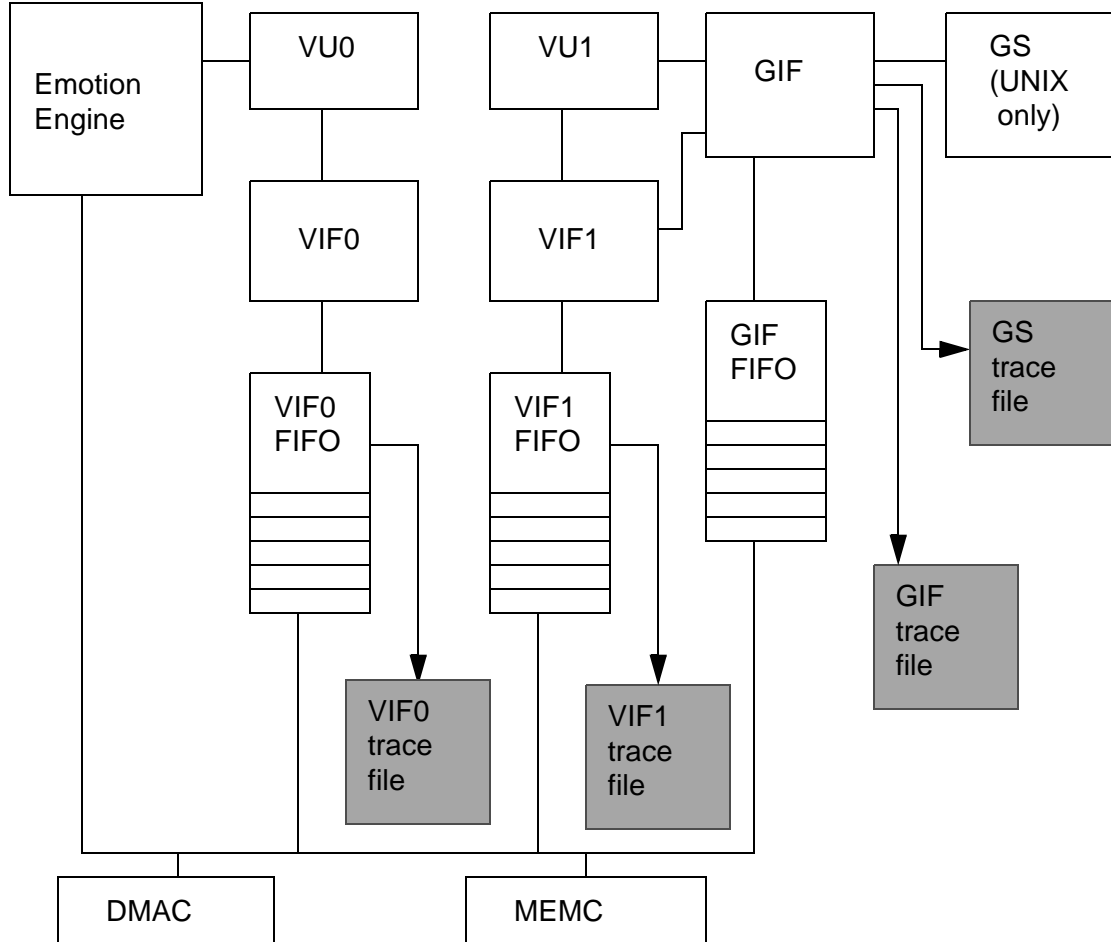 Emotion
Engine
VU0
VU1
GIF
GS
(UNIX
only)
VIF0
VIF1
GIF
FIFO
GS
trace
file
VIF0
FIFO
VIF1
FIFO
GIF
trace
file
VIF0
trace
file
VIF1
trace
file
DMAC
MEMC